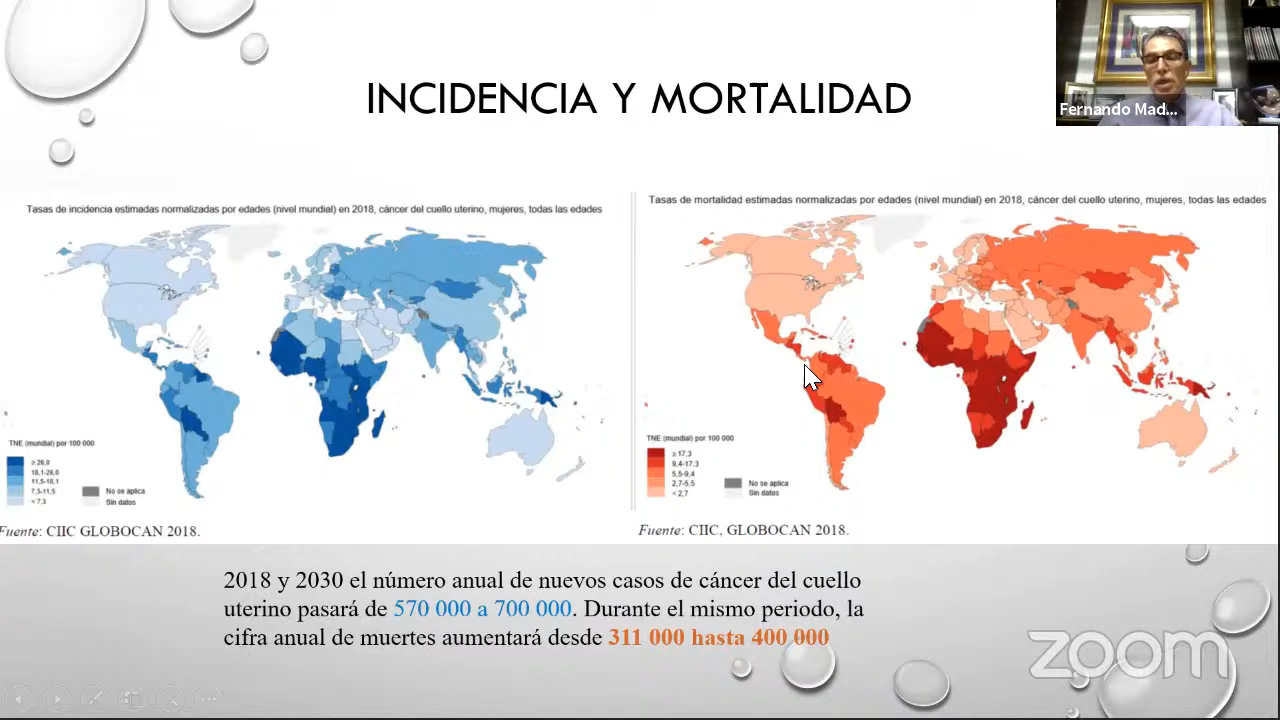 INCIDENCIA Y MORTALIDAD
Fernando Mad...
Tasas de incidencia estimadas normalizadas por edades (nivel mundial) en 2018, cáncer del cuello uterino, mujeres, todas las edades
TNE (mundial) por 100 000
≥ 26,0
18,1-26,0
11,5-18,1
7,3-11,5
< 7,3
No se aplica
Sin datos
Fuente: CIIC GLOBOCAN 2018.
Tasas de mortalidad estimadas normalizadas por edades (nivel mundial) en 2018, cáncer del cuello uterino, mujeres, todas las edades
TNE (mundial) por 100 000
≥ 17,3
9,4-17,3
5,5-9,4
2,7-5,5
< 2,7
No se aplica
Sin datos
Fuente: CIIC, GLOBOCAN 2018.
2018 y 2030 el número anual de nuevos casos de cáncer del cuello
uterino pasará de 570 000 a 700 000. Durante el mismo periodo, la
cifra anual de muertes aumentará desde 311 000 hasta 400 000
zoom